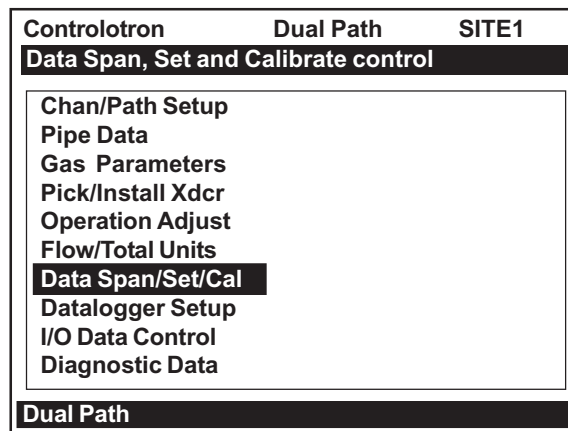 Controlotron Dual Path SITE1
Data Span, Set and Calibrate control
Chan/Path Setup
Pipe Data
Gas Parameters
Pick/Install Xdcr
Operation Adjust
Flow/Total Units
Data Span/Set/Cal
Datalogger Setup
I/O Data Control
Diagnostic Data
Dual Path